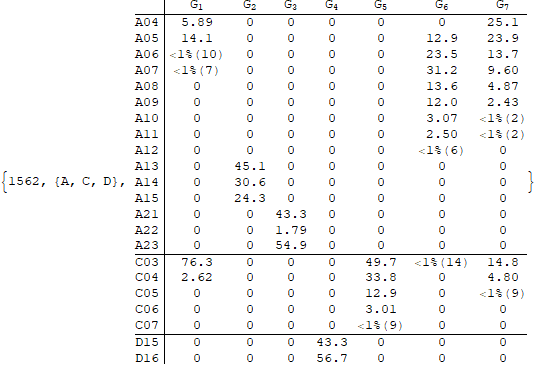 G₁ G₂ G₃ G₄ G₅ G₆ G₇
A04 5.89 0 0 0 0 0 25.1
A05 14.1 0 0 0 0 12.9 23.9
A06 <1%(10) 0 0 0 0 23.5 13.7
A07 <1%(7) 0 0 0 0 31.2 9.60
A08 0 0 0 0 0 13.6 4.87
A09 0 0 0 0 0 12.0 2.43
A10 0 0 0 0 0 3.07 <1%(2)
A11 0 0 0 0 0 2.50 <1%(2)
A12 0 0 0 0 0 <1%(6) 0
A13 0 45.1 0 0 0 0 0
{1562, {A, C, D}, A14 0 30.6 0 0 0 0 0 }
A15 0 24.3 0 0 0 0 0
A21 0 0 43.3 0 0 0 0
A22 0 0 1.79 0 0 0 0
A23 0 0 54.9 0 0 0 0
C03 76.3 0 0 0 49.7 <1%(14) 14.8
C04 2.62 0 0 0 33.8 0 4.80
C05 0 0 0 0 12.9 0 <1%(9)
C06 0 0 0 0 3.01 0 0
C07 0 0 0 0 <1%(9) 0 0
D15 0 0 0 43.3 0 0 0
D16 0 0 0 56.7 0 0 0